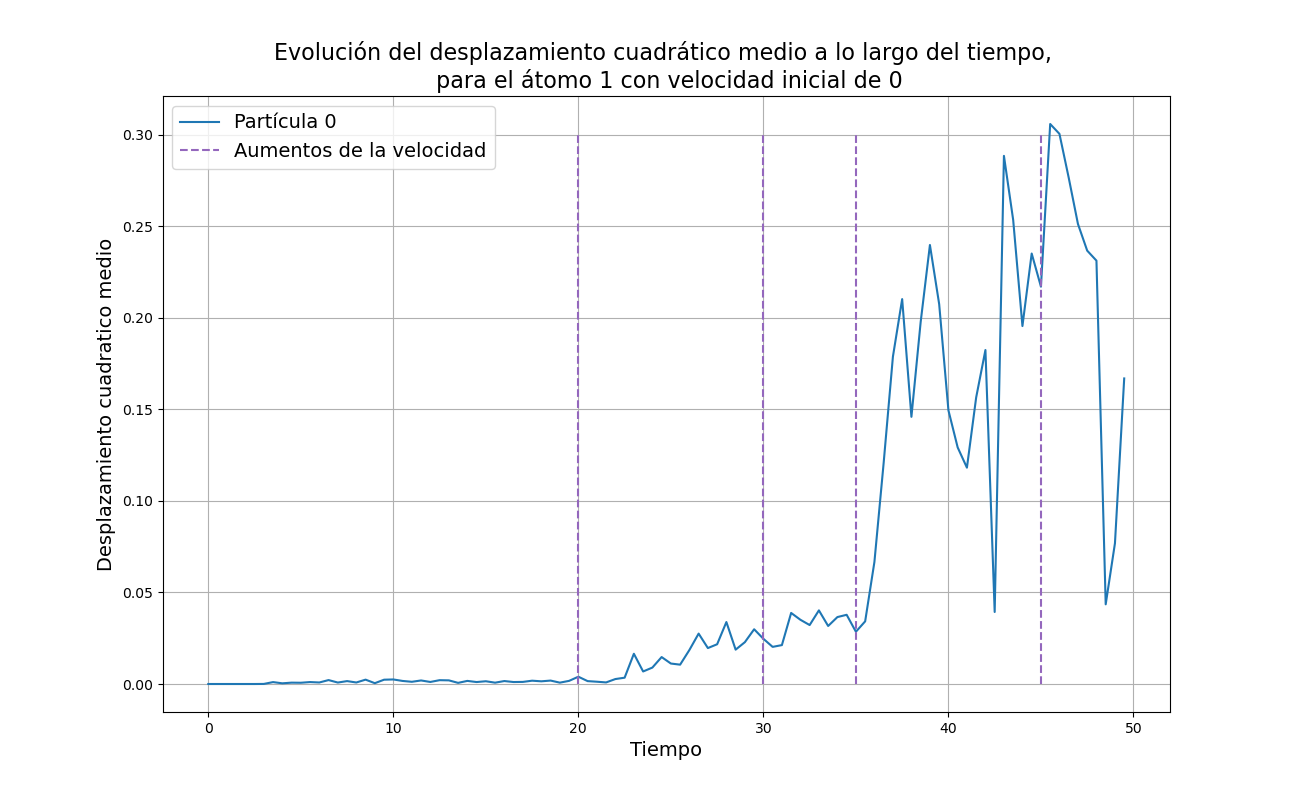 Evolución del desplazamiento cuadrático medio a lo largo del tiempo,
para el átomo 1 con velocidad inicial de 0
Partícula 0
Aumentos de la velocidad
Desplazamiento cuadratico medio
0.30
0.25
0.20
0.15
0.10
0.05
0.00
0 10 20 30 40 50
Tiempo